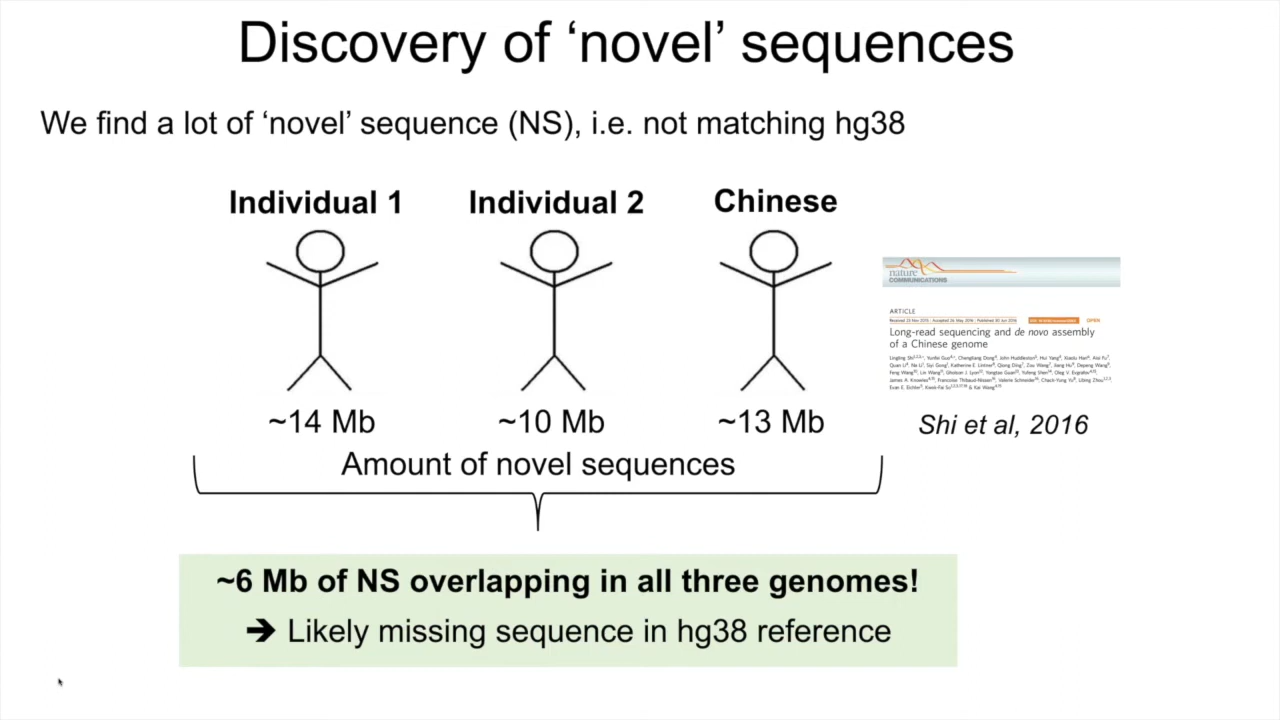 Discovery of ‘novel’ sequences
We find a lot of ‘novel’ sequence (NS), i.e. not matching hg38
Individual 1
Individual 2
Chinese
~14 Mb
~10 Mb
~13 Mb
Amount of novel sequences
nature
COMMUNICATIONS
ARTICLE
OPEN
Long-read sequencing and de novo assembly
of a Chinese genome
Shi et al, 2016
~6 Mb of NS overlapping in all three genomes!
➔ Likely missing sequence in hg38 reference